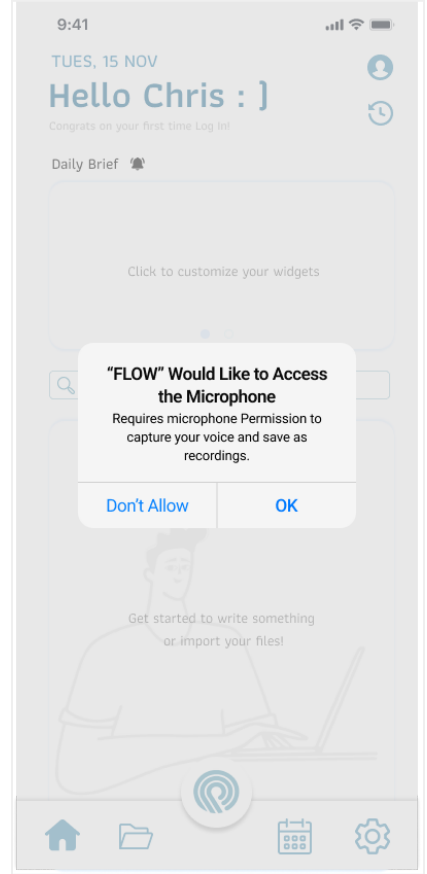 9:41
TUES, 15 NOV
Hello Chris : ]
Congrats on your first time Log In!
Daily Brief
Click to customize your widgets
“FLOW” Would Like to Access
the Microphone
Requires microphone Permission to
capture your voice and save as
recordings.
Don't Allow
OK
Get started to write something
or import your files!